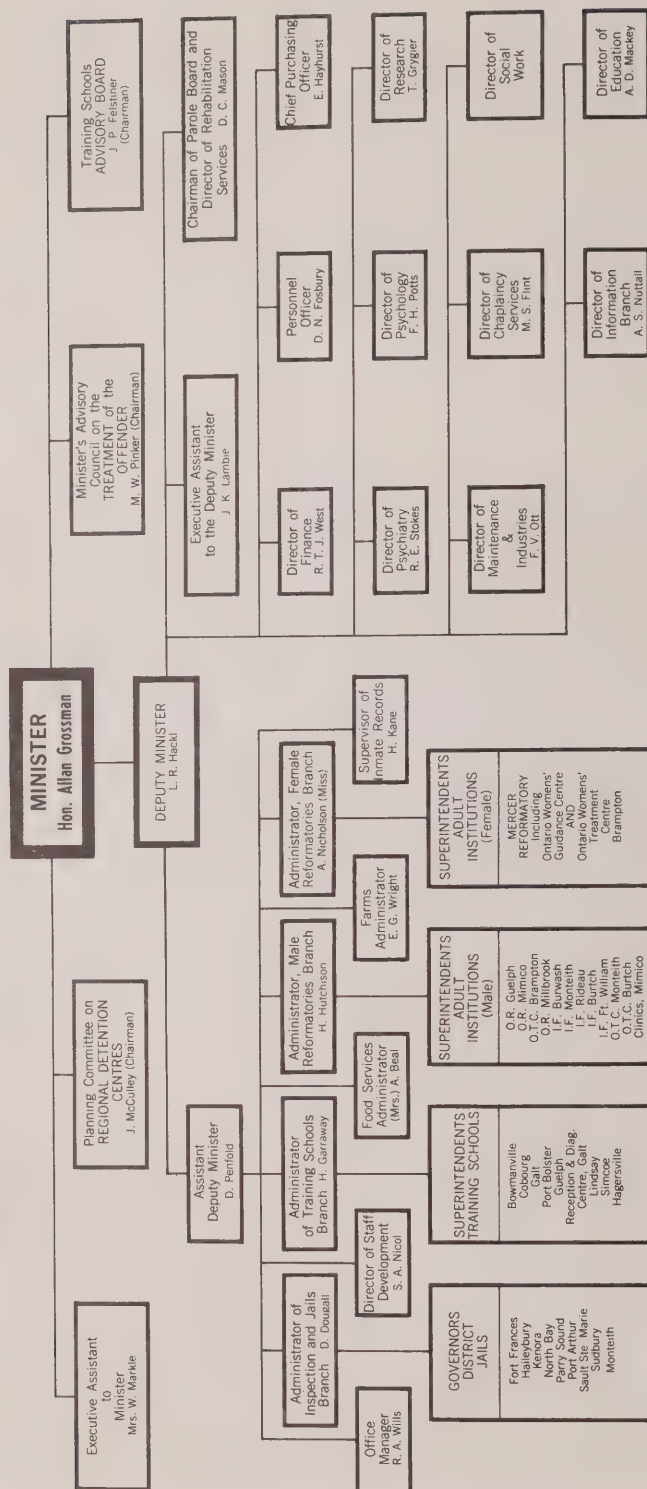 MINISTER
Hon. Allan Grossman
Executive Assistant
to
Minister
Mrs. W. Markle
Planning Committee on
REGIONAL DETENTION
CENTRES
J. McCulley (Chairman)
Minister's Advisory
Council on the
TREATMENT of the
OFFENDER
M. W. Pinker (Chairman)
Training Schools
ADVISORY BOARD
J P Felstiner
(Chairman)
DEPUTY MINISTER
L. R. Hackl
Assistant
Deputy Minister
D. Penfold
Executive Assistant
to the Deputy Minister
J K Lambie
Chairman of Parole Board and
Director of Rehabilitation
Services D. C. Mason
Office
Manager
R. A. Wills
Administrator of
Inspection and Jails
Branch D. Dougall
Director of Staff
Development
S. A. Nicol
Administrator
of Training Schools
Branch H. Garraway
Food Services
Administrator
(Mrs.) A. Beal
Administrator, Male
Reformatories Branch
H. Hutchison
Farms
Administrator
E. G. Wright
Administrator, Female
Reformatories Branch
A. Nicholson (Miss)
Supervisor of
Inmate Records
H. Kane
Director of
Finance
R. T. J. West
Personnel
Officer
D. N. Fosbury
Chief Purchasing
Officer
E. Hayhurst
Director of
Psychiatry
R. E. Stokes
Director of
Psychology
F. H. Potts
Director of
Research
T. Grygier
Director of
Maintenance
&
Industries
F. V. Ott
Director of
Chaplaincy
Services
M. S. Flint
Director of
Social
Work
Director of
Information
Branch
A. S. Nuttall
Director of
Education
A. D. Mackey
GOVERNORS
DISTRICT
JAILS
Fort Frances
Haileybury
Kenora
North Bay
Parry Sound
Port Arthur
Sault Ste Marie
Sudbury
Monteith
SUPERINTENDENTS
TRAINING SCHOOLS
Bowmanville
Cobourg
Galt
Port Bolster
Guelph
Reception & Diag.
Centre, Galt
Lindsay
Simcoe
Hagersville
SUPERINTENDENTS
ADULT
INSTITUTIONS
(Male)
O.R. Guelph
O.R. Mimico
O.T.C. Brampton
O.R. Millbrook
I.F. Burwash
I.F. Monteith
I.F. Rideau
I.F. Burtch
I.F. Ft. William
O.T.C. Monteith
O.T.C. Burtch
Clinics, Mimico
SUPERINTENDENTS
ADULT
INSTITUTIONS
(Female)
MERCER
REFORMATORY
Including
Ontario Women's
Guidance Centre
AND
Ontario Womens'
Treatment
Centre
Brampton